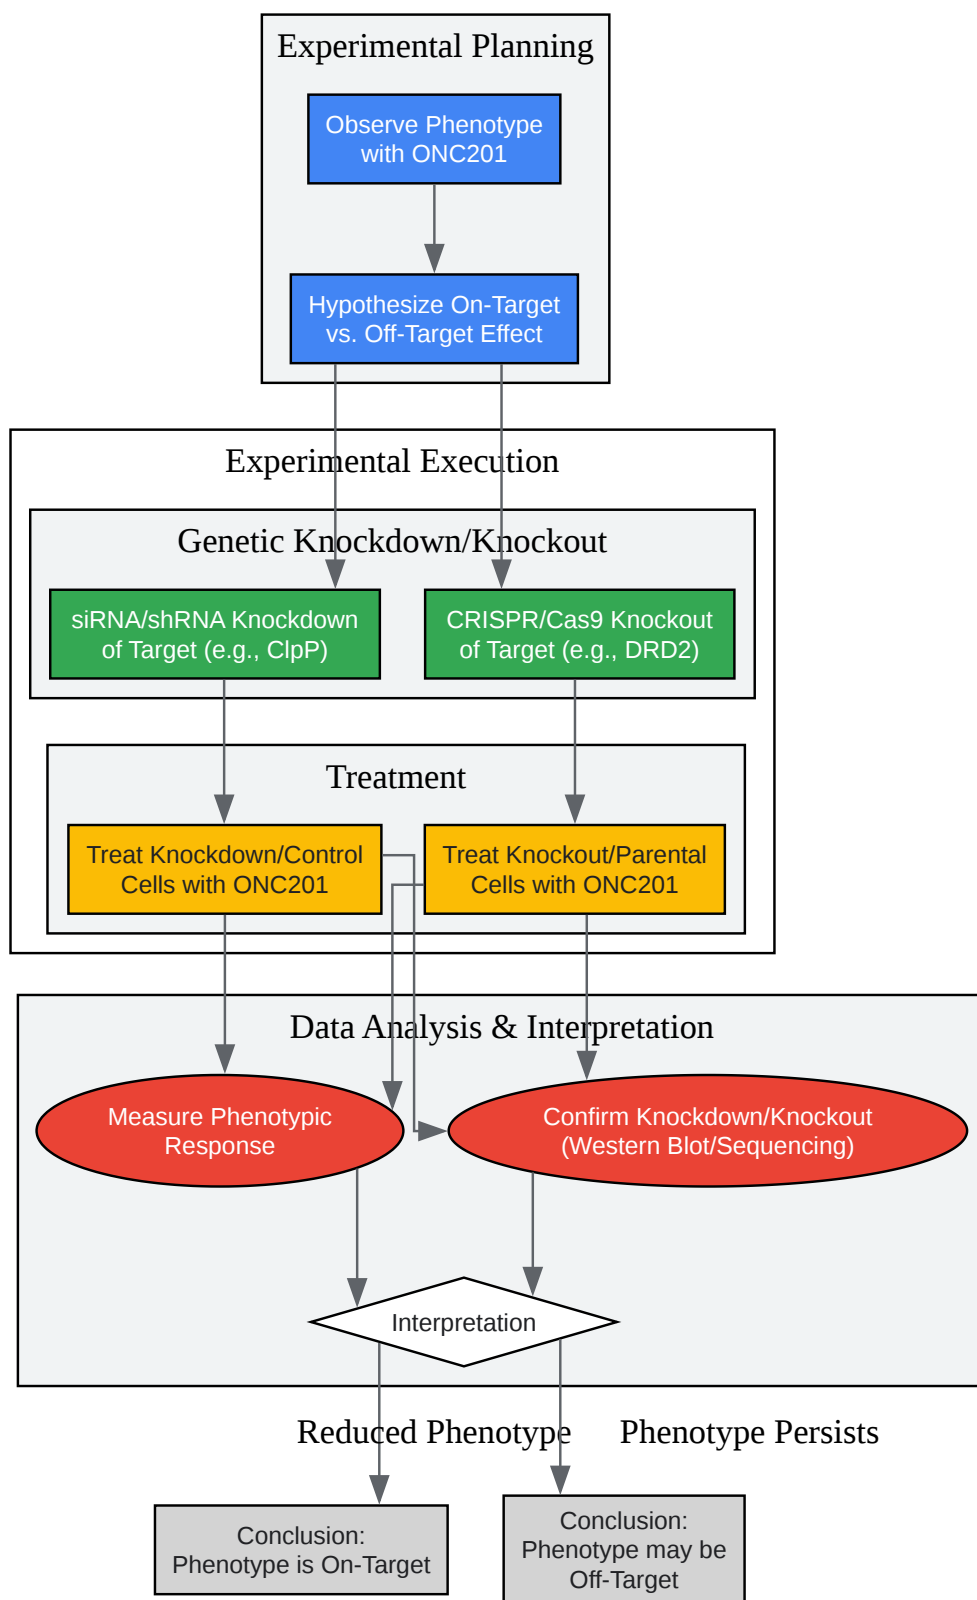 Experimental Planning
Observe Phenotype
with ONC201
Hypothesize On-Target
vs. Off-Target Effect
Experimental Execution
Genetic Knockdown/Knockout
siRNA/shRNA Knockdown
of Target (e.g., ClpP)
CRISPR/Cas9 Knockout
of Target (e.g., DRD2)
Treatment
Treat Knockdown/Control
Cells with ONC201
Treat Knockout/Parental
Cells with ONC201
Data Analysis & Interpretation
Measure Phenotypic
Response
Confirm Knockdown/Knockout
(Western Blot/Sequencing)
Interpretation
Reduced Phenotype
Phenotype Persists
Conclusion:
Phenotype is On-Target
Conclusion:
Phenotype may be
Off-Target